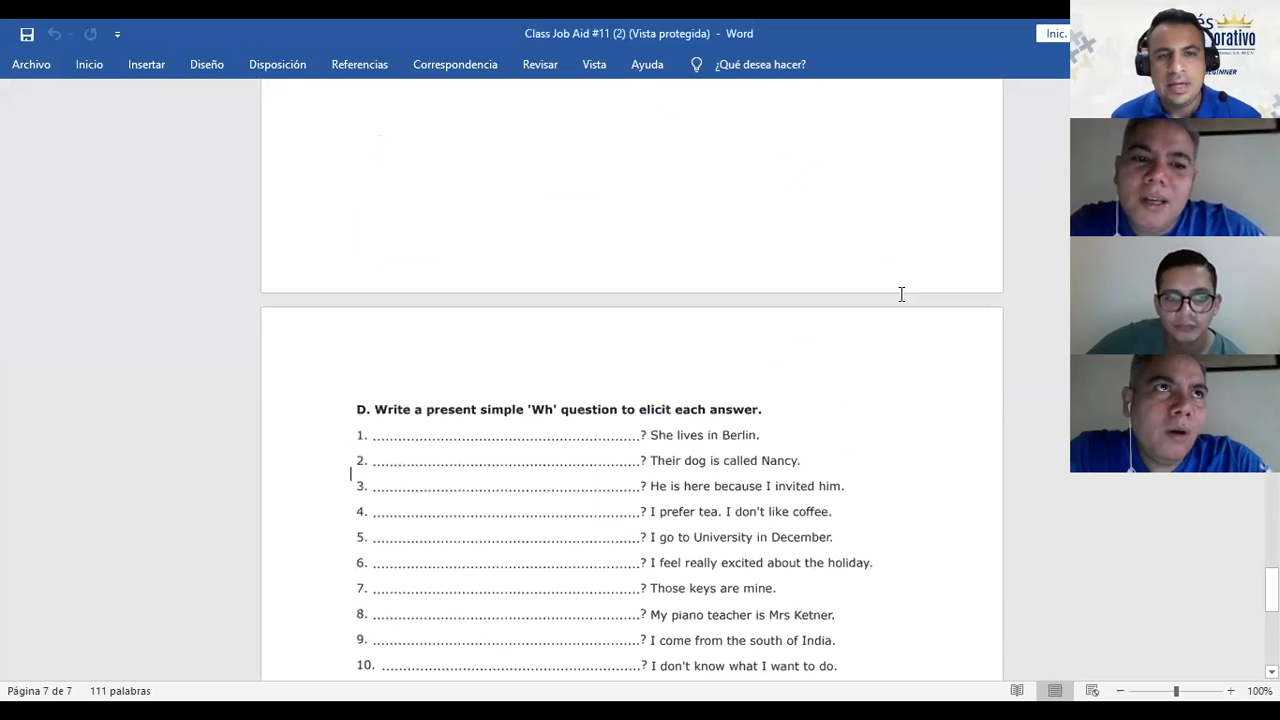 Class Job Aid #11 (2) (Vista protegida) - Word
Inic.
Archivo Inicio Insertar Diseño Disposición Referencias Correspondencia Revisar Vista Ayuda ¿Qué desea hacer?
és
orativo
BEGINNER
D. Write a present simple 'Wh' question to elicit each answer.
1. ................................................................? She lives in Berlin.
2. ................................................................? Their dog is called Nancy.
3. ................................................................? He is here because I invited him.
4. ................................................................? I prefer tea. I don't like coffee.
5. ................................................................? I go to University in December.
6. ................................................................? I feel really excited about the holiday.
7. ................................................................? Those keys are mine.
8. ................................................................? My piano teacher is Mrs Ketner.
9. ................................................................? I come from the south of India.
10. ..............................................................? I don't know what I want to do.
Página 7 de 7 111 palabras 100%